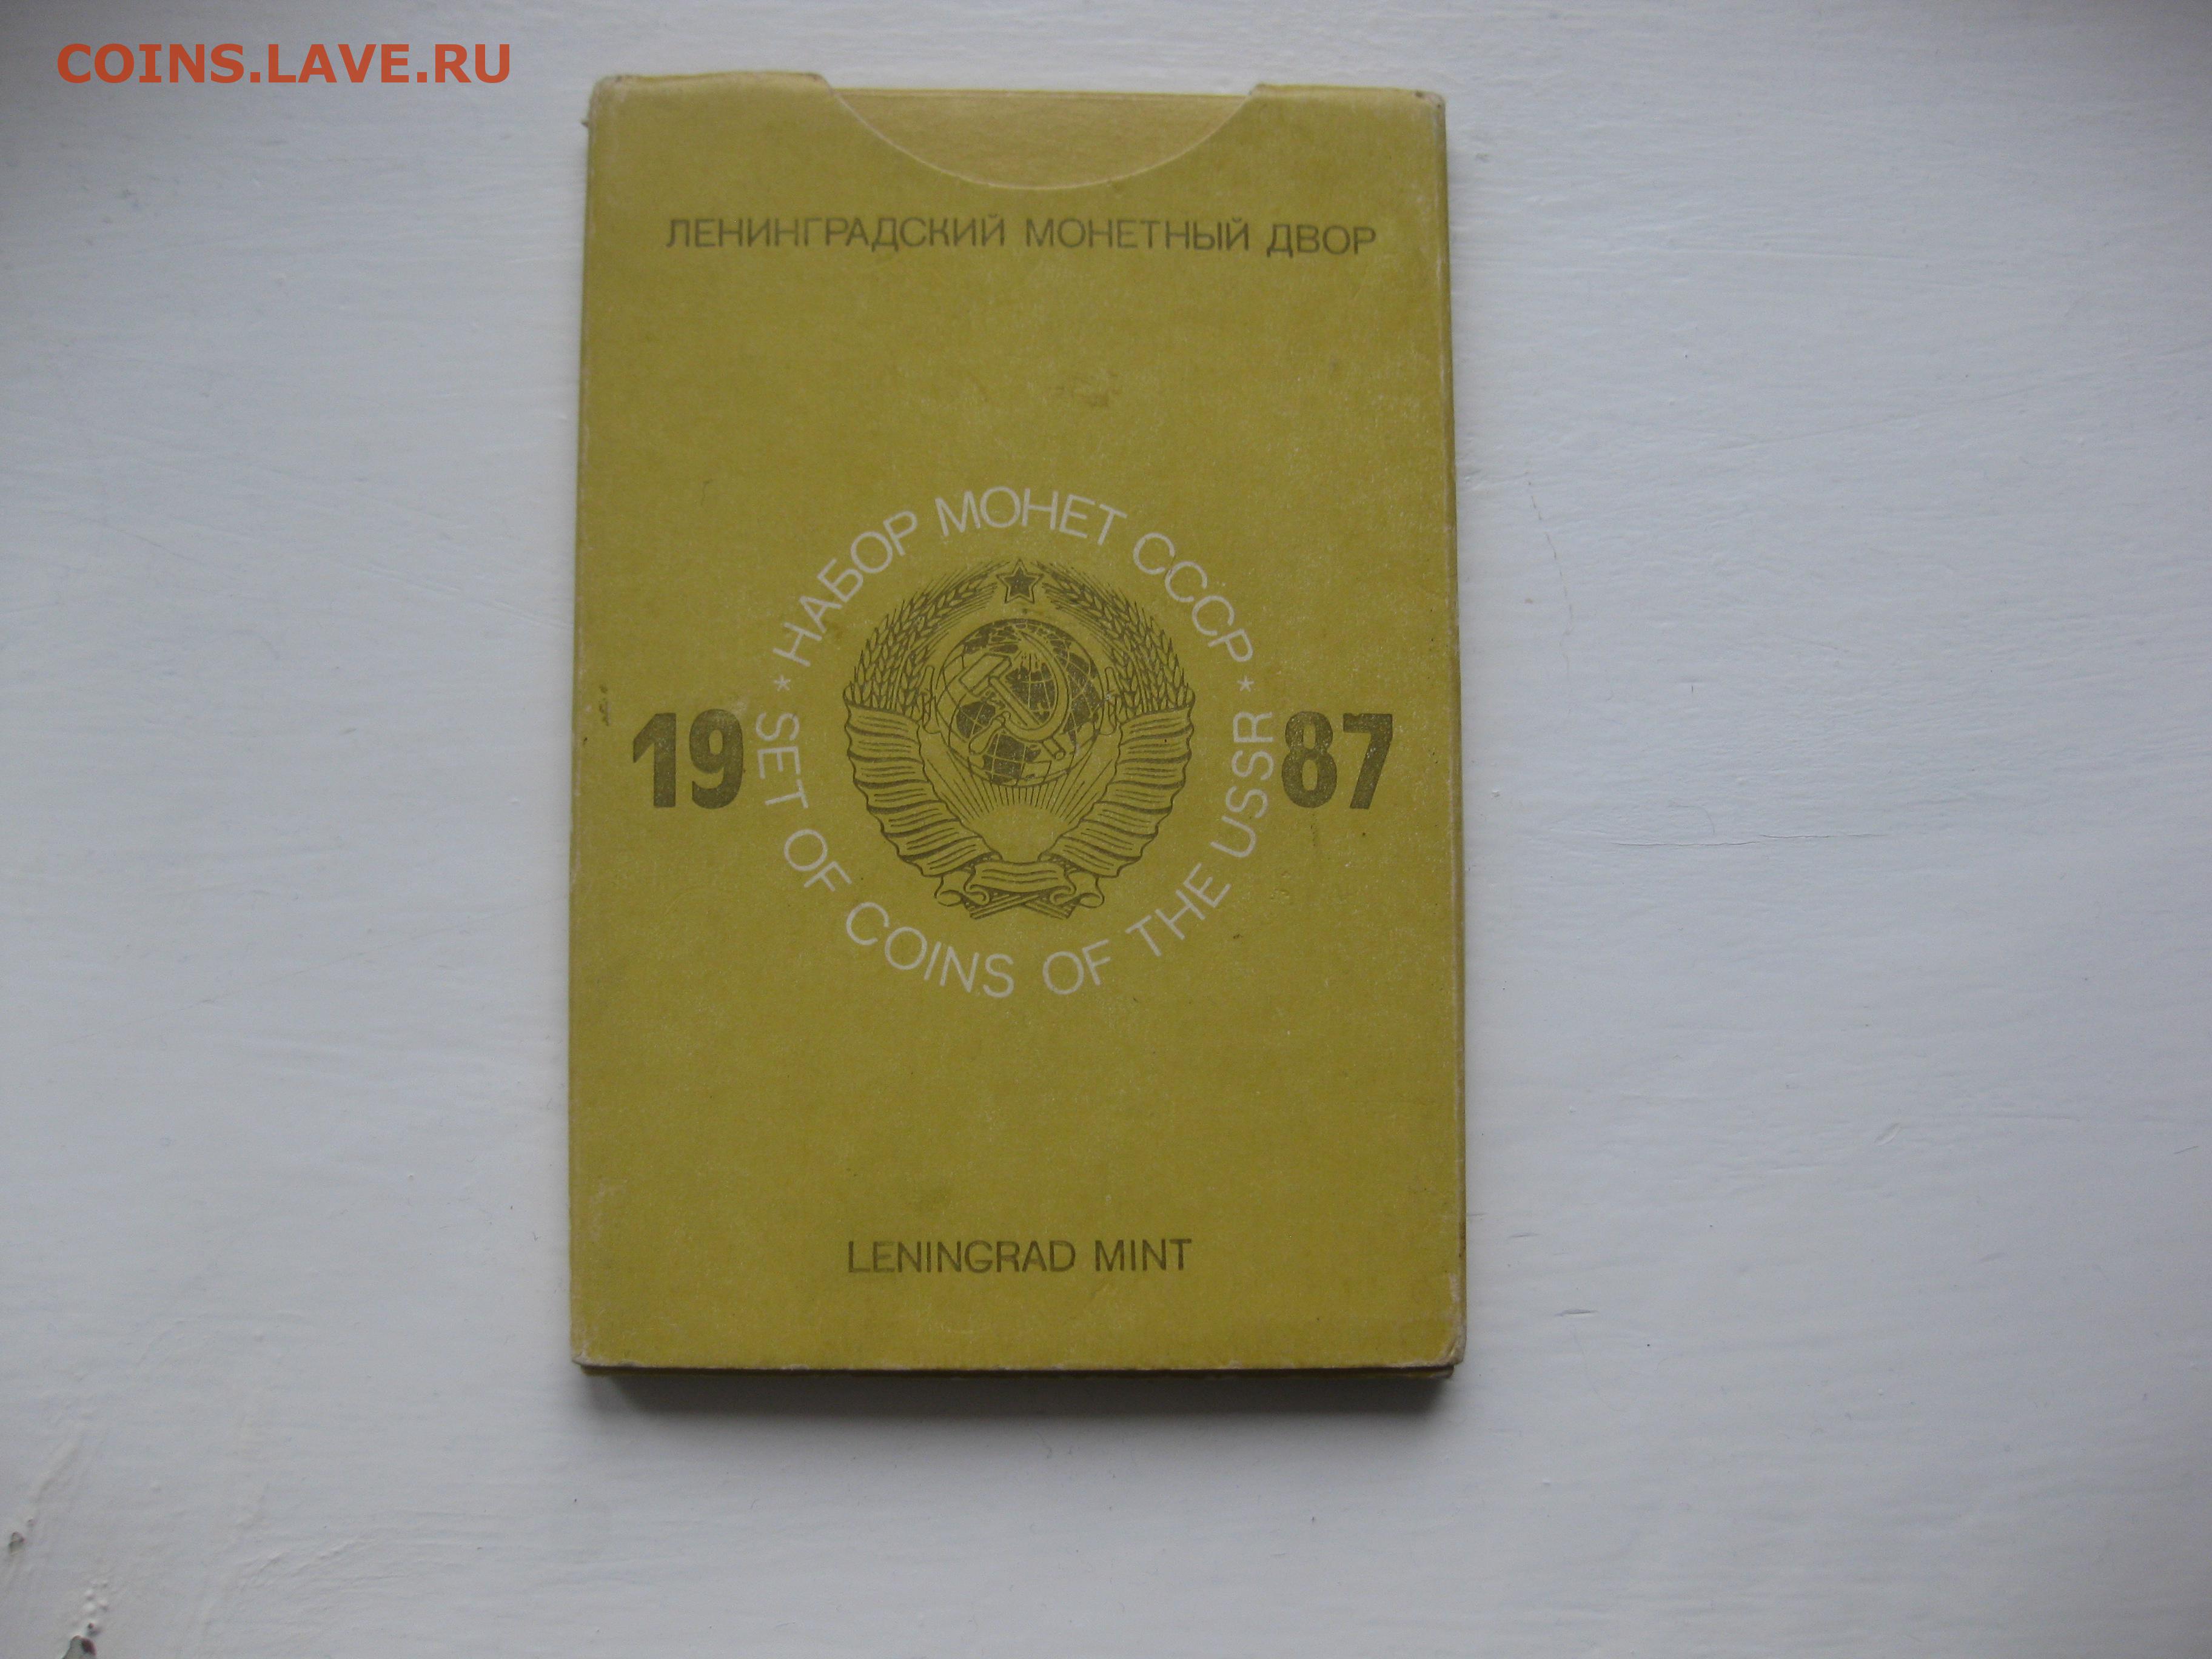 COINS.LAVE.RU
ЛЕНИНГРАДСКИЙ МОНЕТНЫЙ ДВОР
* НАБОР МОНЕТ СССР *
19 87
SET OF COINS OF THE USSR
LENINGRAD MINT